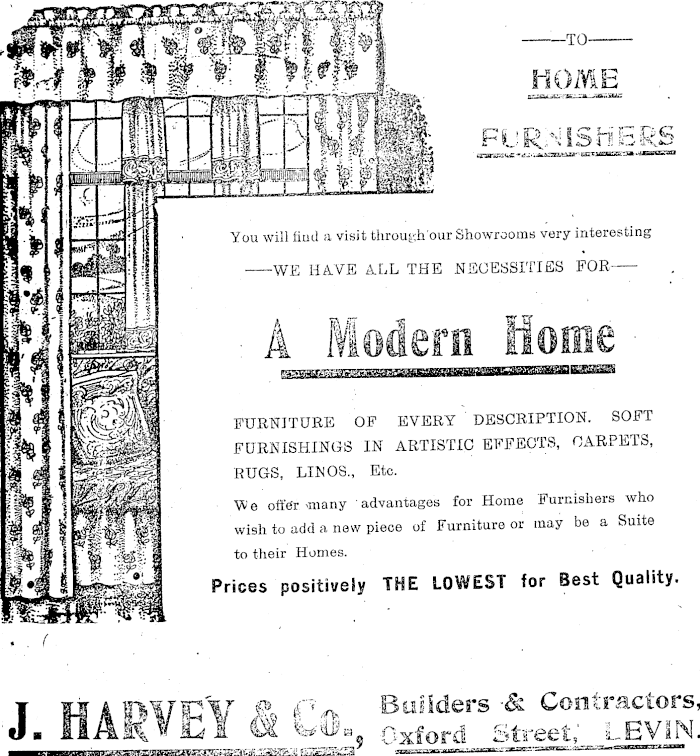 TO
HOME
FURNISHERS
You will find a visit through our Showrooms very interesting
WE HAVE ALL THE NECESSITIES FOR
A Modern Home
FURNITURE OF EVERY DESCRIPTION. SOFT
FURNISHINGS IN ARTISTIC EFFECTS, CARPETS,
RUGS, LINOS., Etc.
We offer many advantages for Home Furnishers who
wish to add a new piece of Furniture or may be a Suite
to their Homes.
Prices positively THE LOWEST for Best Quality.
J. HARVEY & Co.,
Builders & Contractors,
Oxford Street, LEVIN